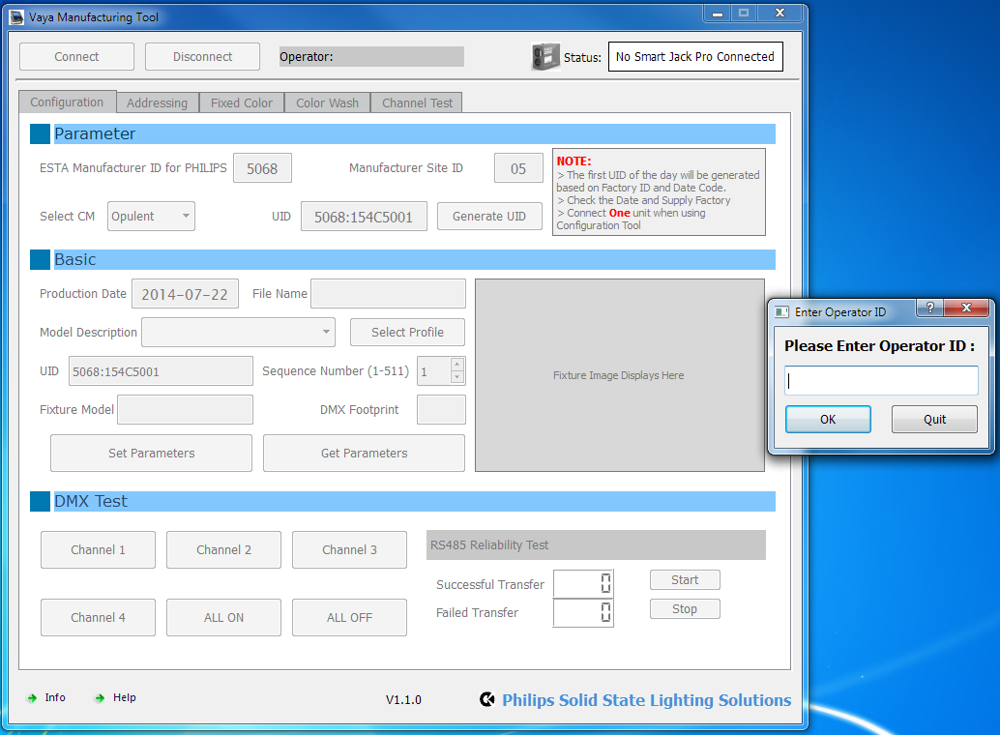 Vaya Manufacturing Tool
Connect
Disconnect
Operator:
Status:
No Smart Jack Pro Connected
Configuration
Addressing
Fixed Color
Color Wash
Channel Test
Parameter
ESTA Manufacturer ID for PHILIPS
5068
Manufacturer Site ID
05
NOTE:
> The first UID of the day will be generated
based on Factory ID and Date Code.
> Check the Date and Supply Factory
> Connect One unit when using
Configuration Tool
Select CM
Opulent
UID
5068:154C5001
Generate UID
Basic
Production Date
2014-07-22
File Name
Model Description
Select Profile
UID
5068:154C5001
Sequence Number (1-511)
1
Fixture Model
DMX Footprint
Set Parameters
Get Parameters
Fixture Image Displays Here
Enter Operator ID
?
Please Enter Operator ID :
OK
Quit
DMX Test
Channel 1
Channel 2
Channel 3
Channel 4
ALL ON
ALL OFF
RS485 Reliability Test
Successful Transfer
0
Start
Failed Transfer
0
Stop
Info
Help
V1.1.0
Philips Solid State Lighting Solutions